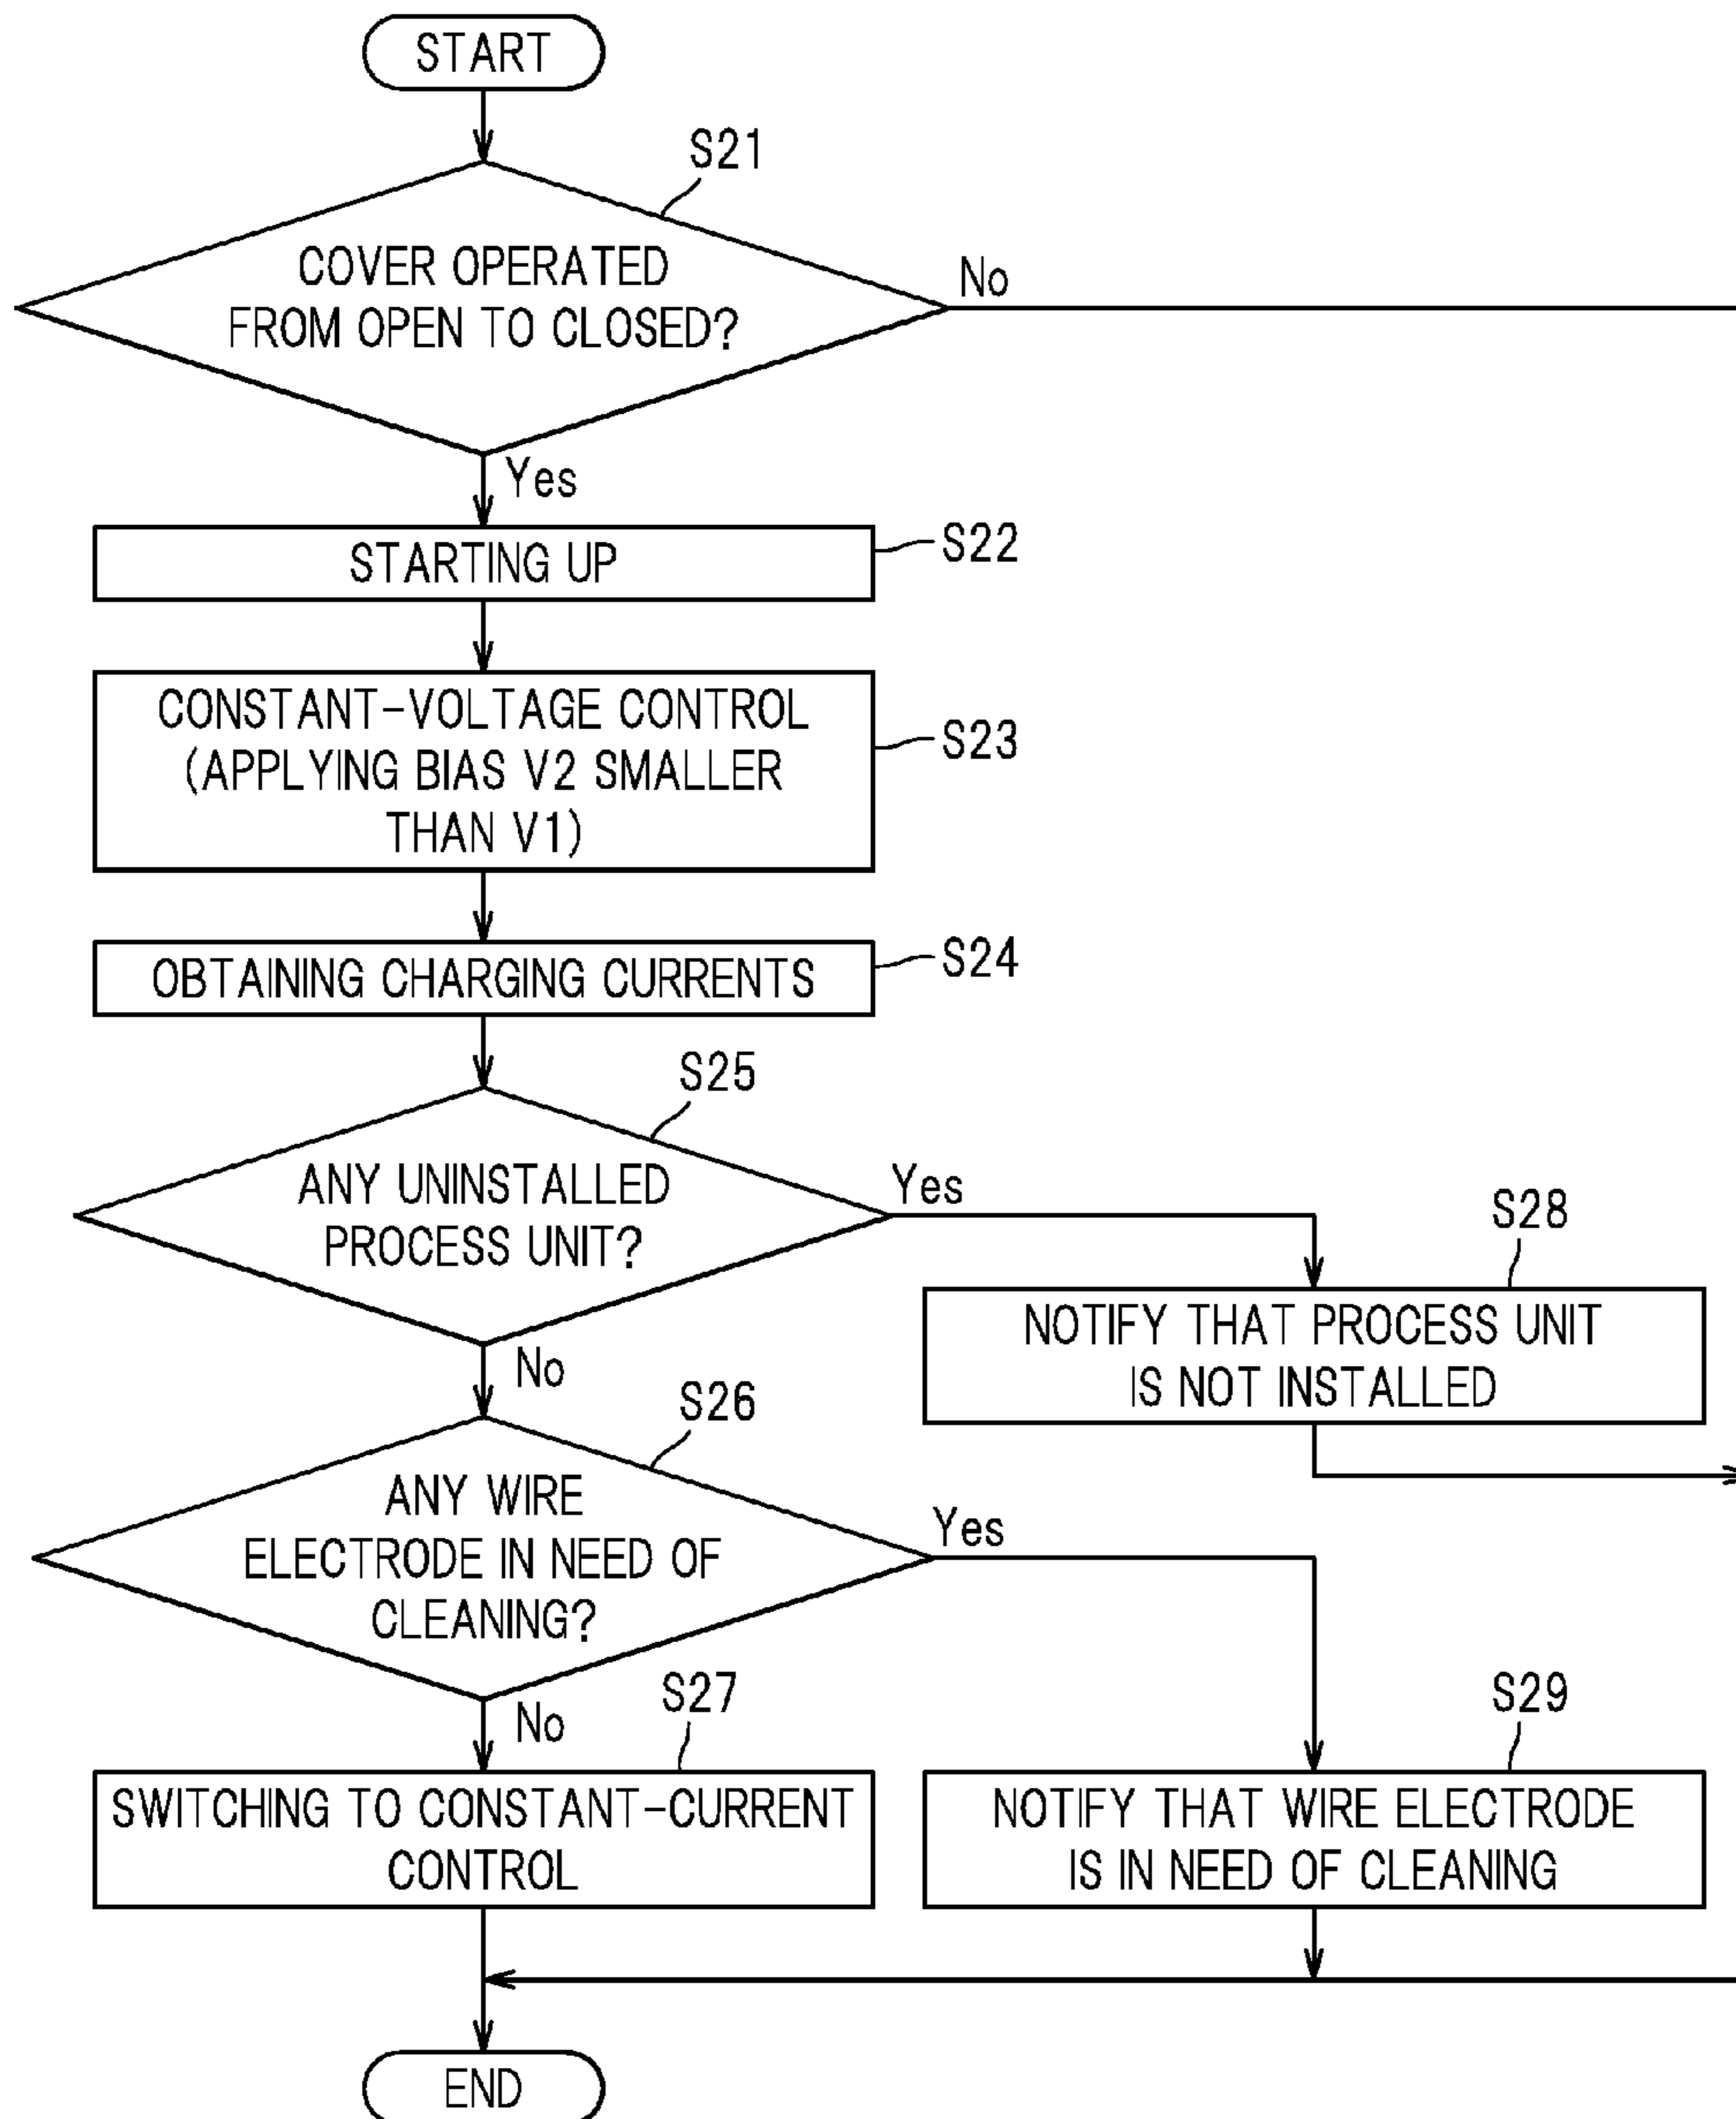 START
S21
COVER OPERATED
FROM OPEN TO CLOSED?
No
Yes
STARTING UP
S22
CONSTANT-VOLTAGE CONTROL
(APPLYING BIAS V2 SMALLER
THAN V1)
S23
OBTAINING CHARGING CURRENTS
S24
S25
ANY UNINSTALLED
PROCESS UNIT?
Yes
No
S28
NOTIFY THAT PROCESS UNIT
IS NOT INSTALLED
S26
ANY WIRE
ELECTRODE IN NEED OF
CLEANING?
Yes
No
S27
SWITCHING TO CONSTANT-CURRENT
CONTROL
S29
NOTIFY THAT WIRE ELECTRODE
IS IN NEED OF CLEANING
END